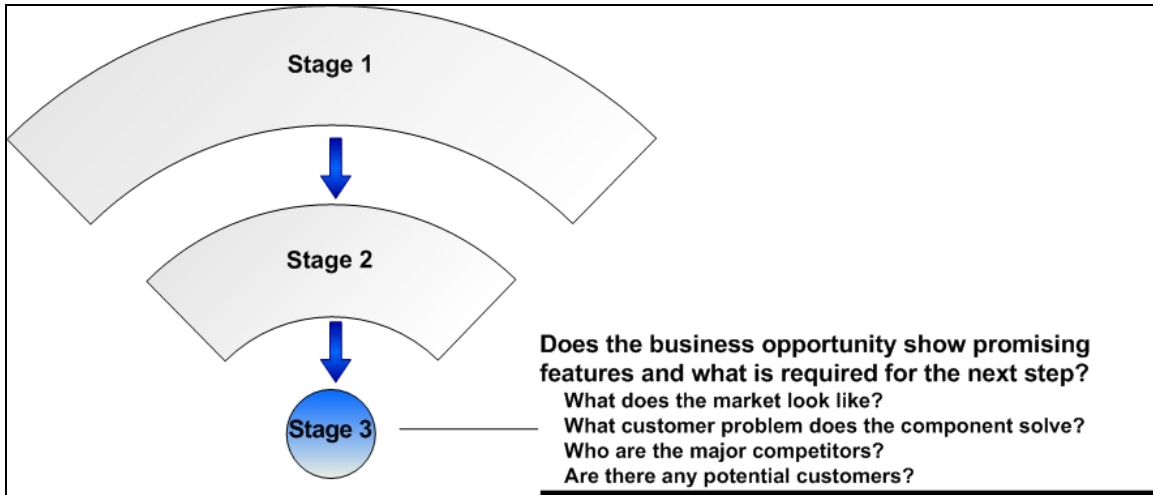 Stage 1
Stage 2
Stage 3
Does the business opportunity show promising
features and what is required for the next step?
What does the market look like?
What customer problem does the component solve?
Who are the major competitors?
Are there any potential customers?